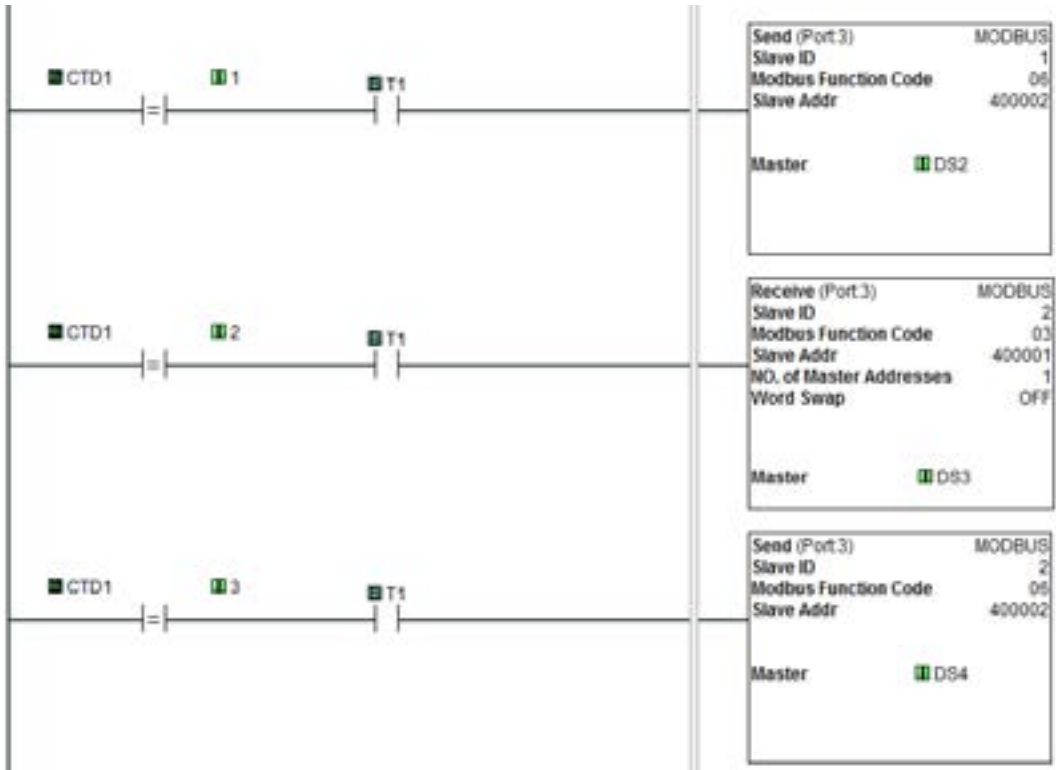 Send (Port:3) MODBUS
Slave ID 1
Modbus Function Code 06
Slave Addr 400002
Master DS2
CTD1 = 1 T1
Receive (Port:3) MODBUS
Slave ID 2
Modbus Function Code 03
Slave Addr 400001
NO. of Master Addresses 1
Word Swap OFF
Master DS3
CTD1 = 2 T1
Send (Port:3) MODBUS
Slave ID 2
Modbus Function Code 06
Slave Addr 400002
Master DS4
CTD1 = 3 T1